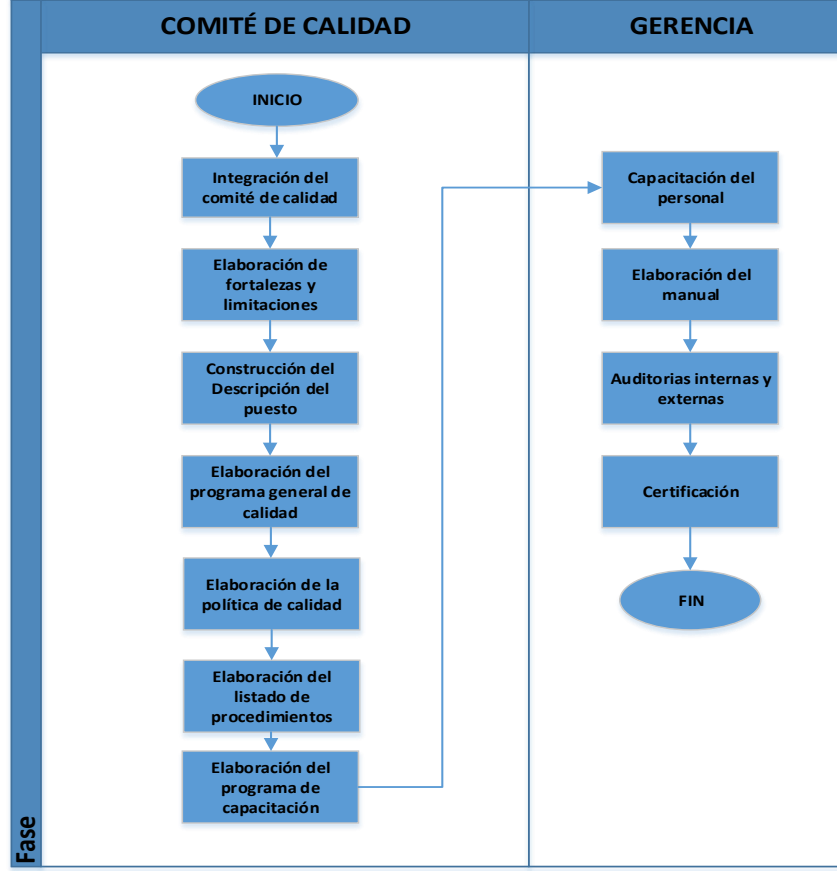 COMITÉ DE CALIDAD
GERENCIA
INICIO
Integración del
comité de calidad
Elaboración de
fortalezas y
limitaciones
Construcción del
Descripción del
puesto
Elaboración del
programa general de
calidad
Elaboración de la
política de calidad
Elaboración del
listado de
procedimientos
Elaboración del
programa de
capacitación
Capacitación del
personal
Elaboración del
manual
Auditorias internas y
externas
Certificación
FIN
Fase